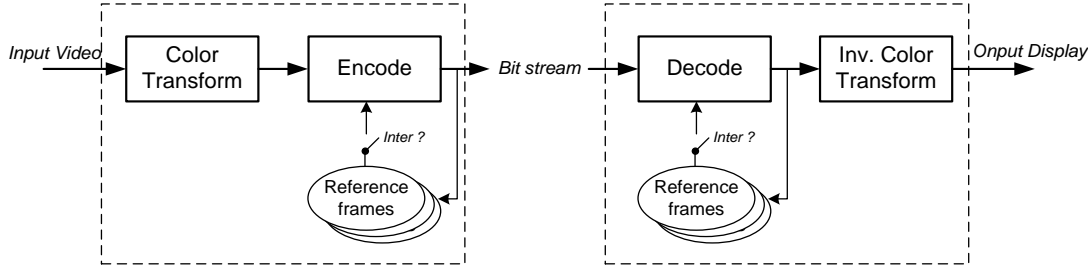 Input Video
Color
Transform
Encode
Bit stream
Decode
Inv. Color
Transform
Onput Display
Inter ?
Inter ?
Reference
frames
Reference
frames